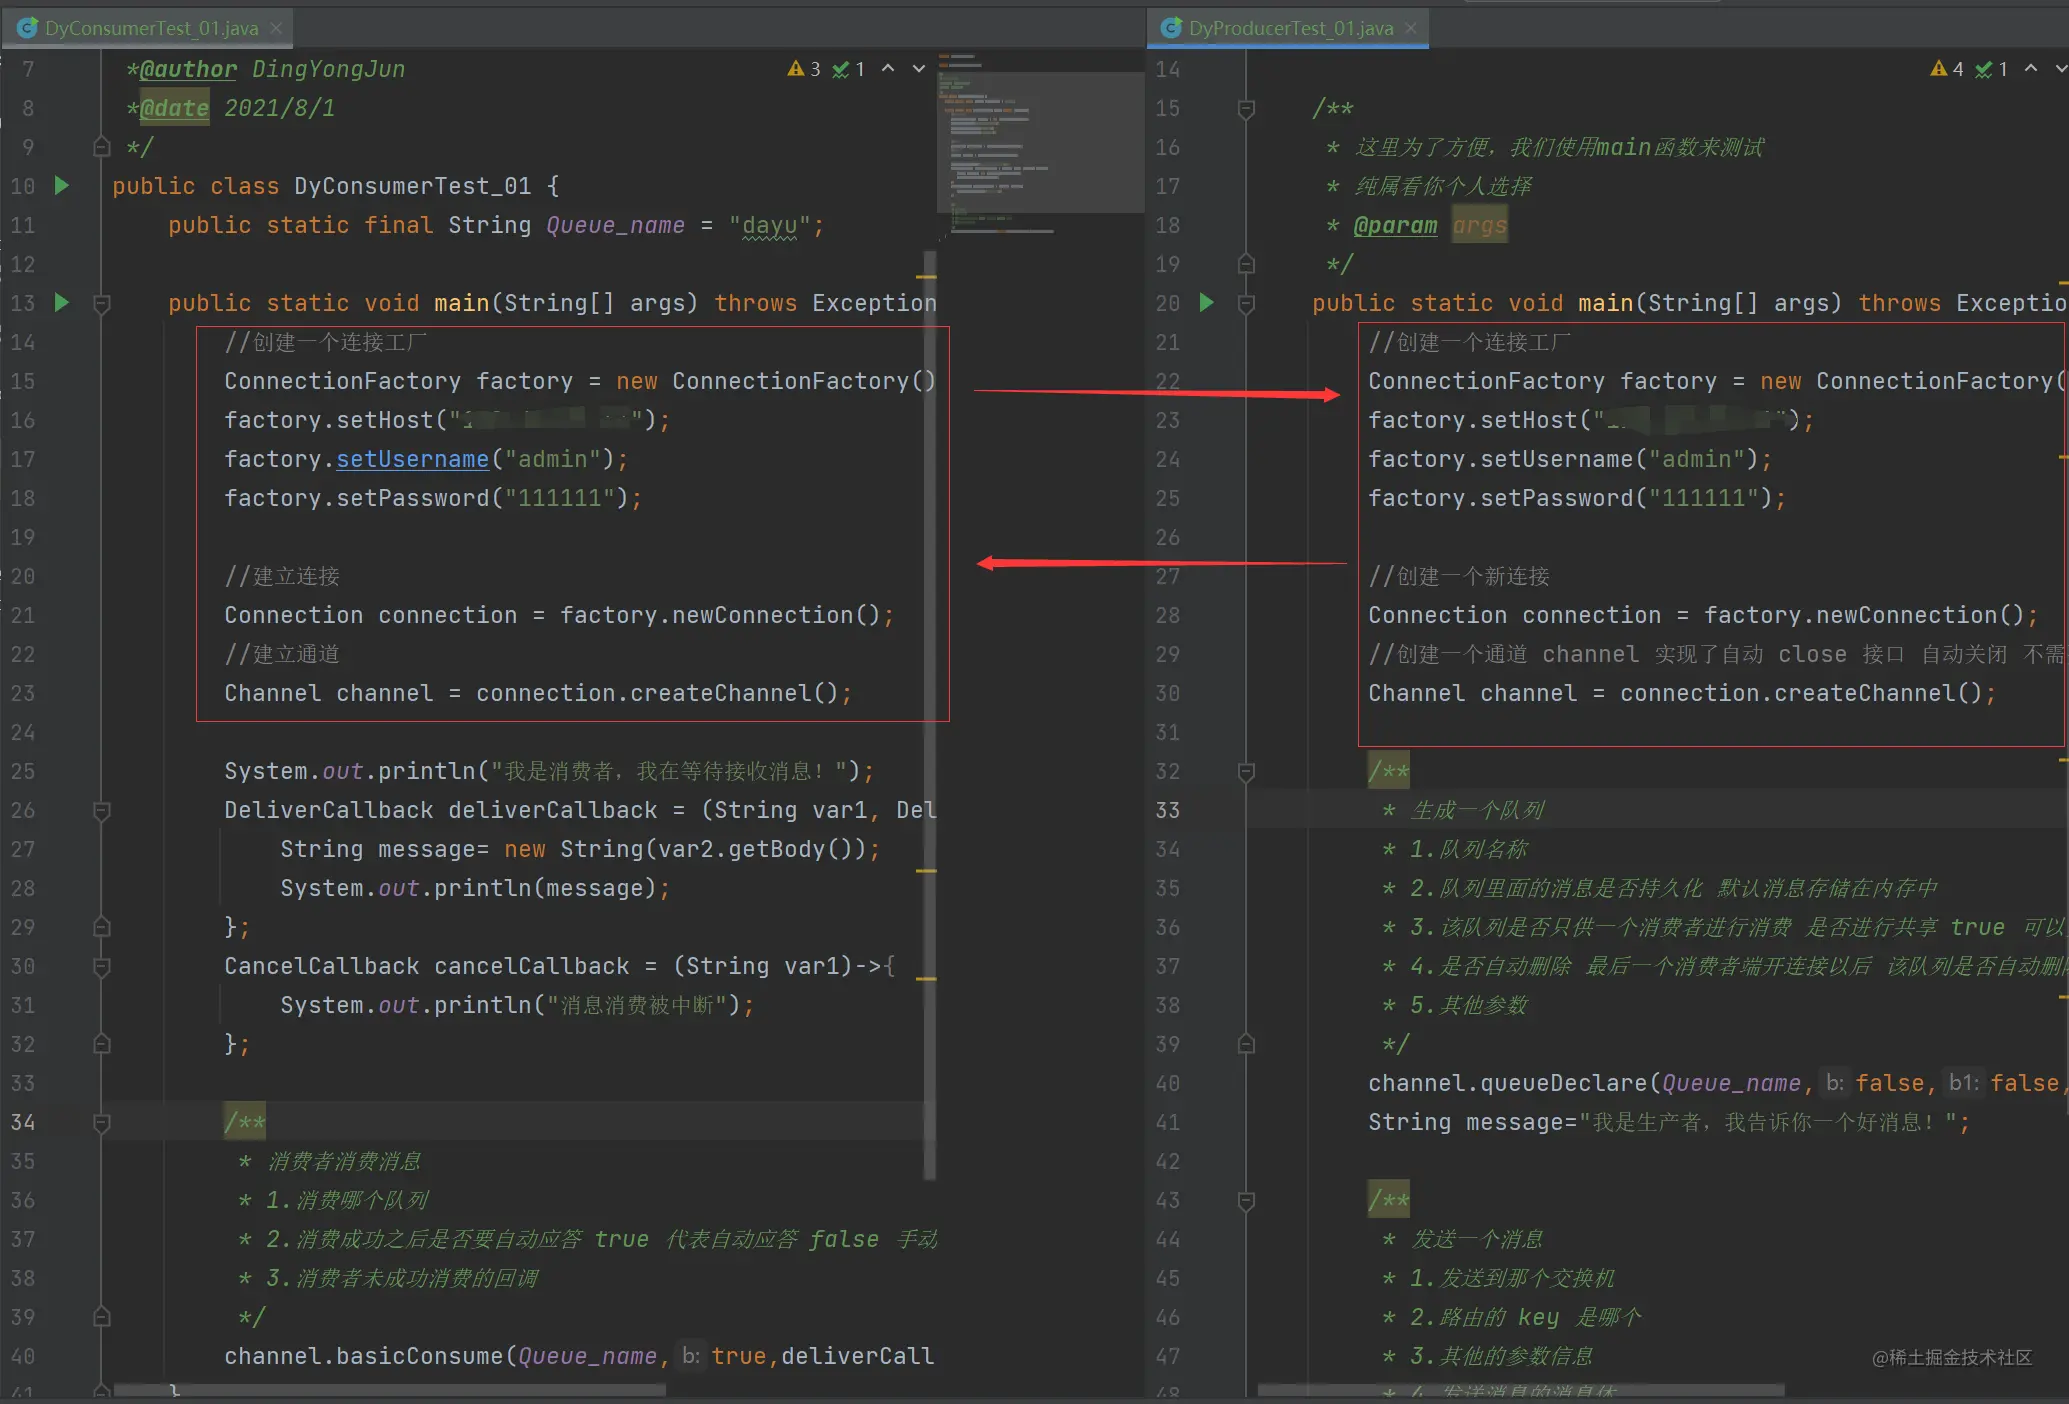 DyConsumerTest_01.java
3 1
7 *@author DingYongJun
8 *@date 2021/8/1
9 */
10 public class DyConsumerTest_01 {
11 public static final String Queue_name = "dayu";
12
13 public static void main(String[] args) throws Exception
14 //创建一个连接工厂
15 ConnectionFactory factory = new ConnectionFactory()
16 factory.setHost("");
17 factory.setUsername("admin");
18 factory.setPassword("111111");
19
20 //建立连接
21 Connection connection = factory.newConnection();
22 //建立通道
23 Channel channel = connection.createChannel();
24
25 System.out.println("我是消费者，我在等待接收消息！");
26 DeliverCallback deliverCallback = (String var1, Del
27 String message= new String(var2.getBody());
28 System.out.println(message);
29 };
30 CancelCallback cancelCallback = (String var1)->{
31 System.out.println("消息消费被中断");
32 };
33
34 /**
35 * 消费者消费消息
36 * 1.消费哪个队列
37 * 2.消费成功之后是否要自动应答 true 代表自动应答 false 手动
38 * 3.消费者未成功消费的回调
39 */
40 channel.basicConsume(Queue_name, b: true,deliverCall
41 }
DyProducerTest_01.java
4 1
14
15 /**
16 * 这里为了方便，我们使用main函数来测试
17 * 纯属看你个人选择
18 * @param args
19 */
20 public static void main(String[] args) throws Exceptio
21 //创建一个连接工厂
22 ConnectionFactory factory = new ConnectionFactory(
23 factory.setHost("");
24 factory.setUsername("admin");
25 factory.setPassword("111111");
26
27 //创建一个新连接
28 Connection connection = factory.newConnection();
29 //创建一个通道 channel 实现了自动 close 接口 自动关闭 不需
30 Channel channel = connection.createChannel();
31
32 /**
33 * 生成一个队列
34 * 1.队列名称
35 * 2.队列里面的消息是否持久化 默认消息存储在内存中
36 * 3.该队列是否只供一个消费者进行消费 是否进行共享 true 可以
37 * 4.是否自动删除 最后一个消费者端开连接以后 该队列是否自动删
38 * 5.其他参数
39 */
40 channel.queueDeclare(Queue_name, b: false, b1: false,
41 String message="我是生产者，我告诉你一个好消息！";
42
43 /**
44 * 发送一个消息
45 * 1.发送到那个交换机
46 * 2.路由的 key 是哪个
47 * 3.其他的参数信息
48 * 4.发送消息的消息体
@稀土掘金技术社区